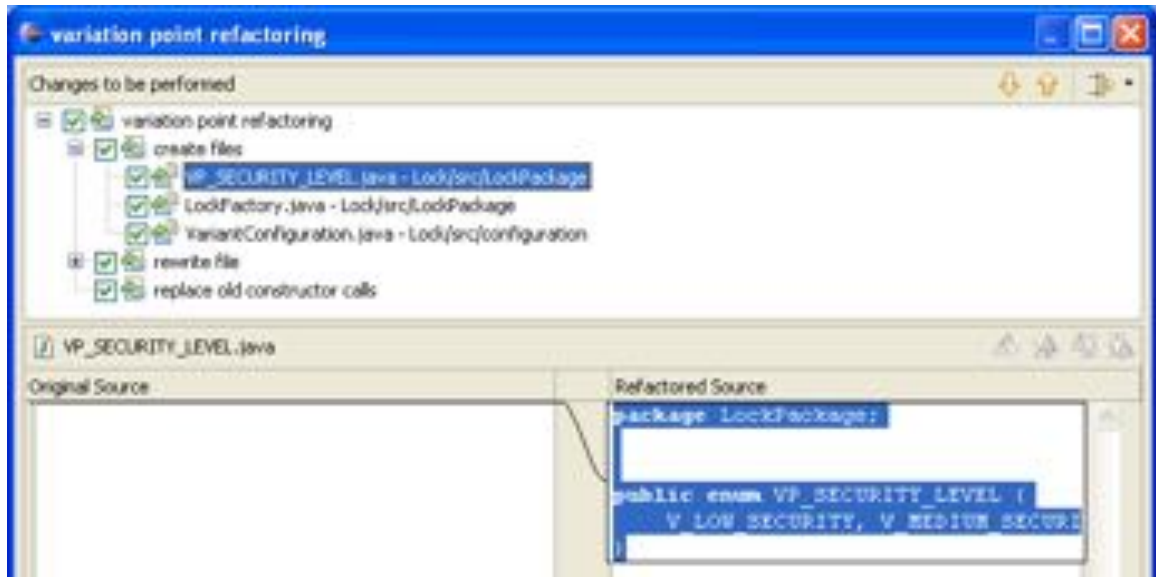 variation point refactoring
Changes to be performed
variation point refactoring
create files
VP_SECURITY_LEVEL.java - Lock/src/LockPackage
LockFactory.java - Lock/src/LockPackage
VariantConfiguration.java - Lock/src/configuration
rewrite file
replace old constructor calls
VP_SECURITY_LEVEL.java
Original Source
Refactored Source
package LockPackage;
public enum VP_SECURITY_LEVEL {
V_LOW_SECURITY, V_MEDIUM_SECURI
}